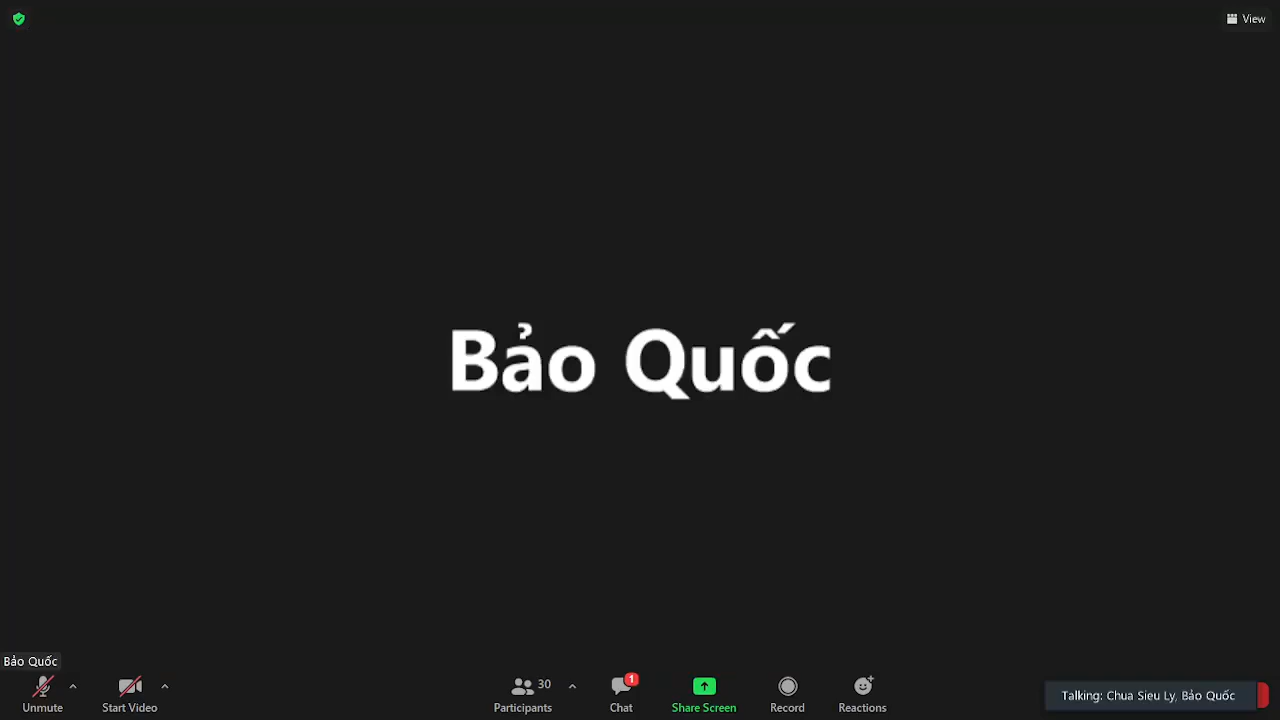 View
Bảo Quốc
Bảo Quốc
Unmute
Start Video
30
Participants
1
Chat
Share Screen
Record
Reactions
Talking: Chua Sieu Ly, Bảo Quốc